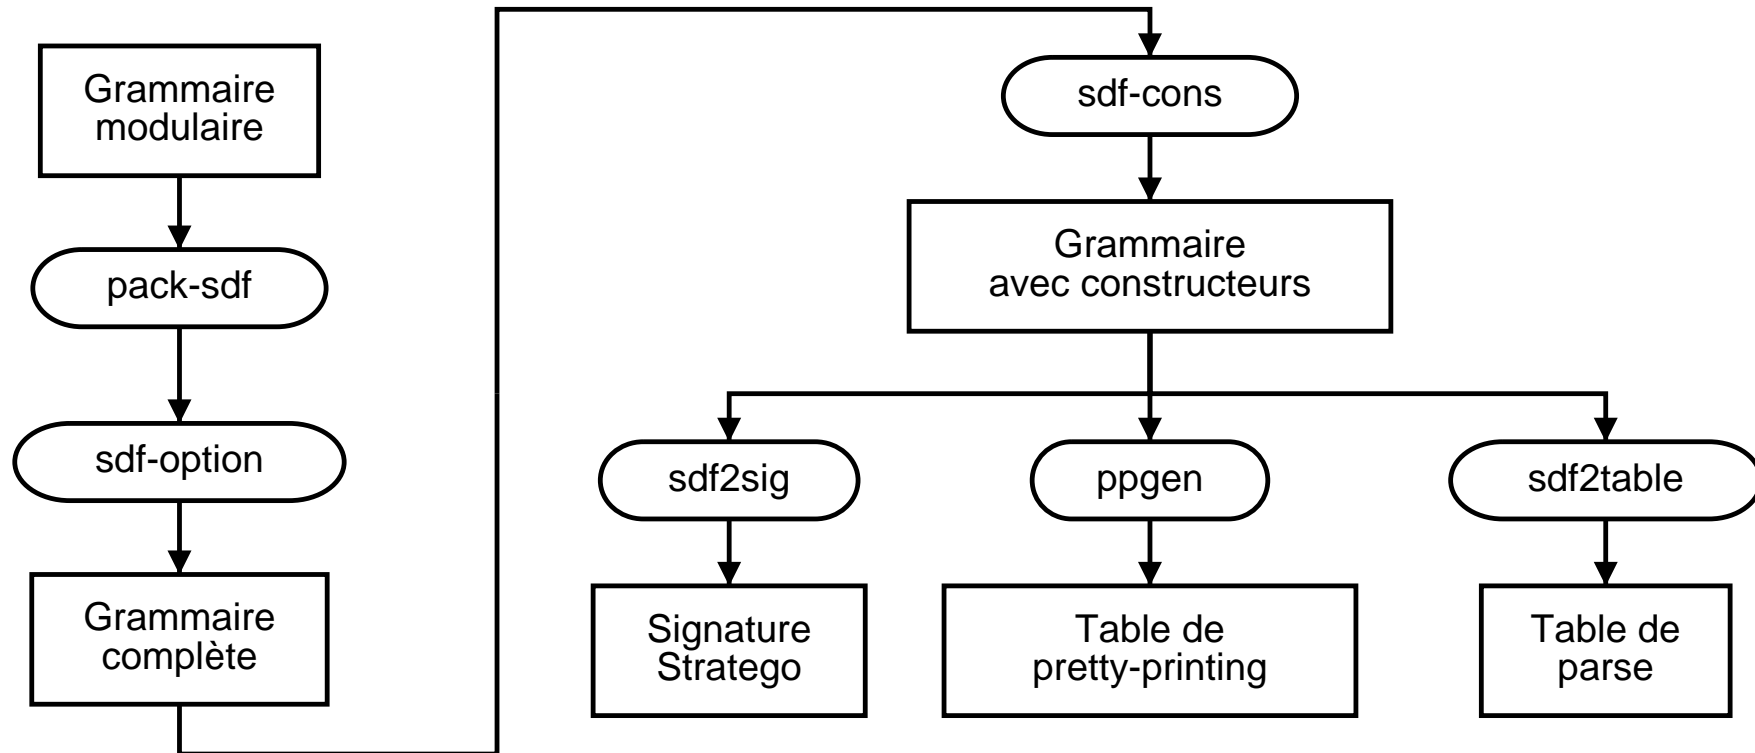 Grammaire
modulaire
pack-sdf
sdf-option
Grammaire
complète
sdf-cons
Grammaire
avec constructeurs
sdf2sig
ppgen
sdf2table
Signature
Stratego
Table de
pretty-printing
Table de
parse